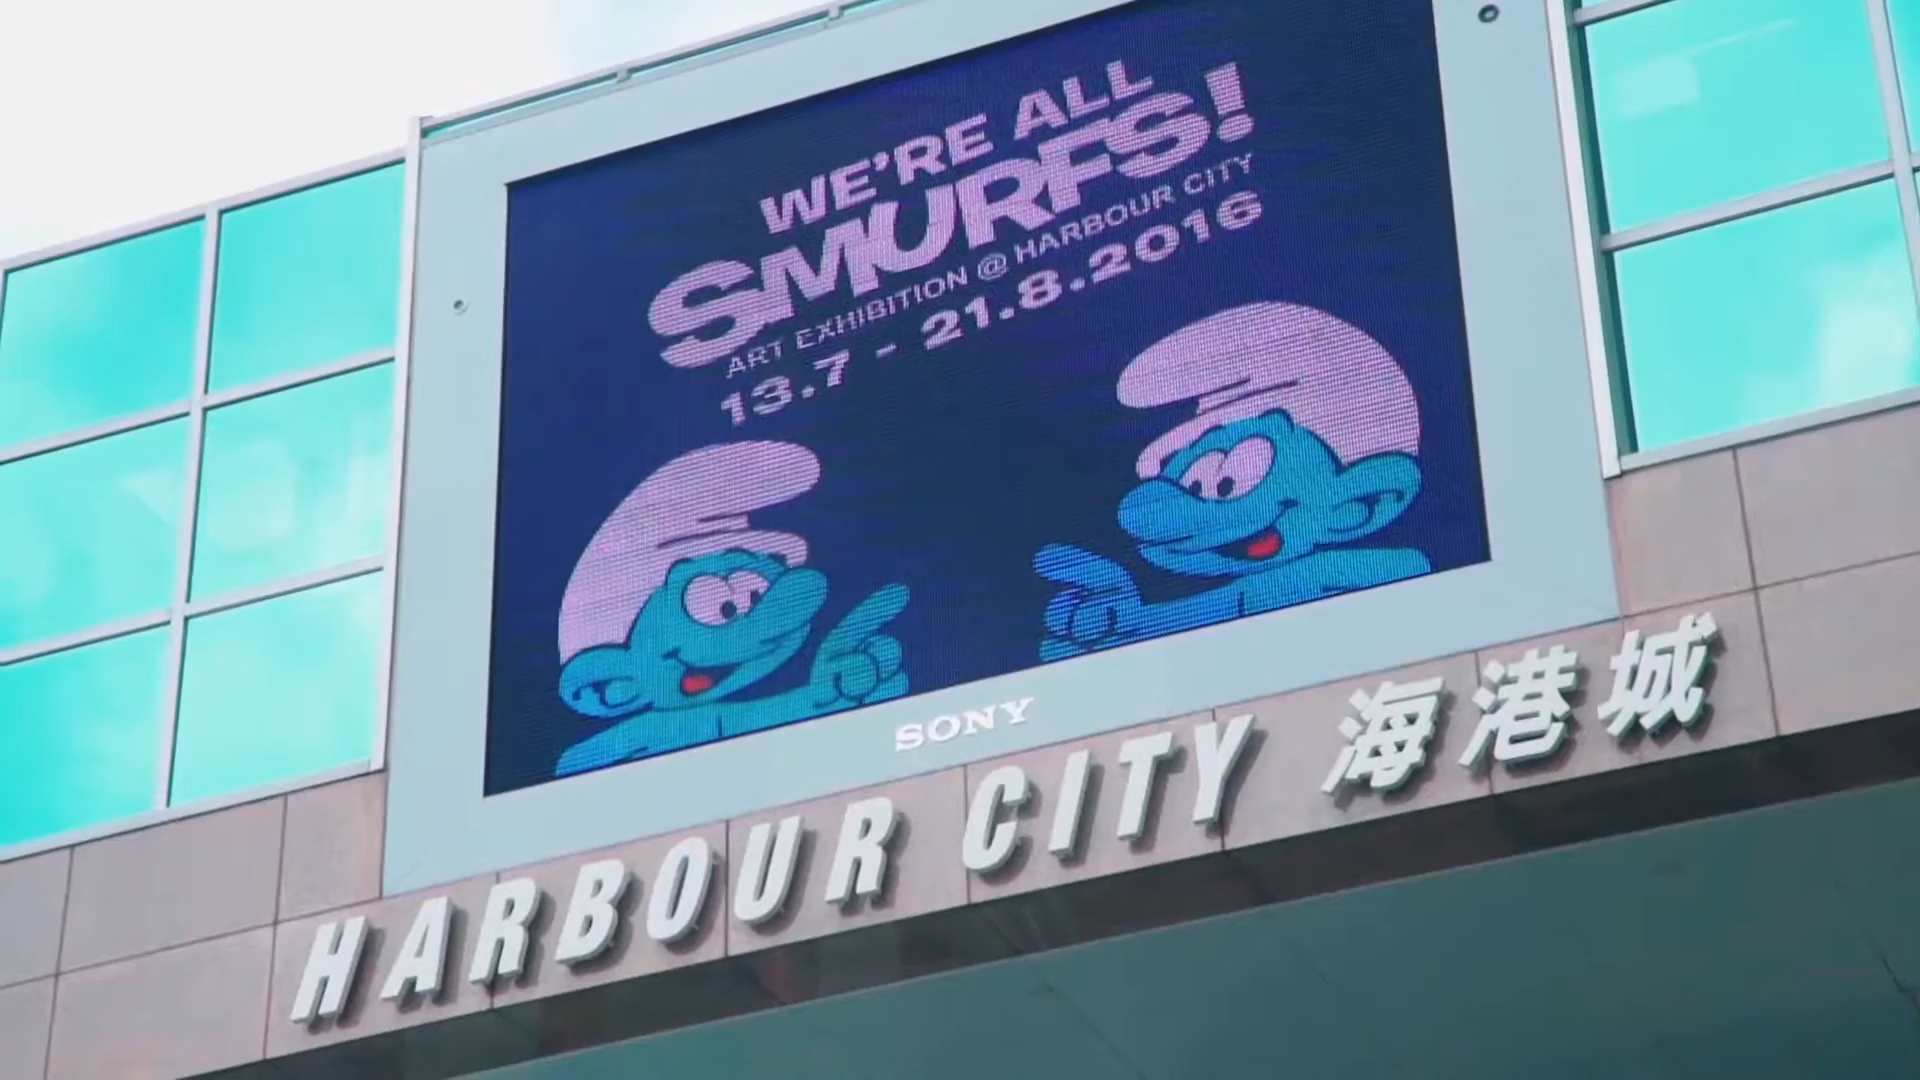 WE'RE ALL
SMURFS!
ART EXHIBITION @ HARBOUR CITY
13.7 - 21.8.2016
SONY
HARBOUR CITY 海港城